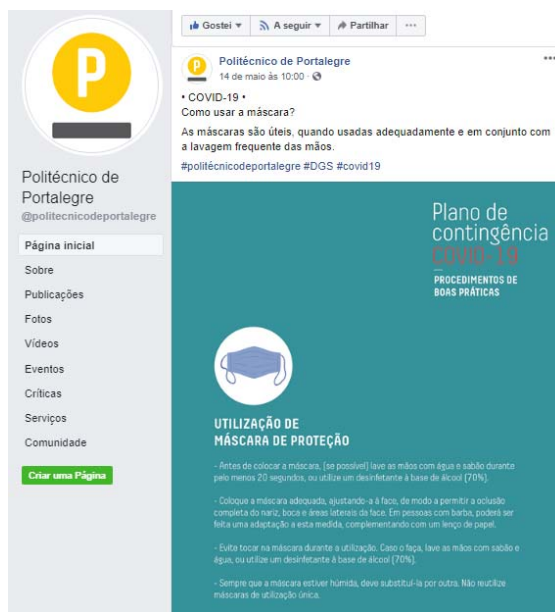 P
Politécnico de
Portalegre
@politecnicodeportalegre
Página inicial
Sobre
Publicações
Fotos
Vídeos
Eventos
Críticas
Serviços
Comunidade
Criar uma Página
Gostei
A seguir
Partilhar
P
Politécnico de Portalegre
14 de maio às 10:00
• COVID-19 •
Como usar a máscara?
As máscaras são úteis, quando usadas adequadamente e em conjunto com
a lavagem frequente das mãos.
#politécnicodeportalegre #DGS #covid19
Plano de
contingência
COVID-19
PROCEDIMENTOS DE
BOAS PRÁTICAS
UTILIZAÇÃO DE
MÁSCARA DE PROTEÇÃO
- Antes de colocar a máscara, (se possível) lave as mãos com água e sabão durante
pelo menos 20 segundos, ou utilize um desinfetante à base de álcool (70%).
- Coloque a máscara adequada, ajustando-a à face, de modo a permitir a oclusão
completa do nariz, boca e áreas laterais da face. Em pessoas com barba, poderá ser
feita uma adaptação a esta medida, complementando com um lenço de papel.
- Evite tocar na máscara durante a utilização. Caso o faça, lave as mãos com sabão e
água, ou utilize um desinfetante à base de álcool (70%).
- Sempre que a máscara estiver húmida, deve substituí-la por outra. Não reutilize
máscaras de utilização única.